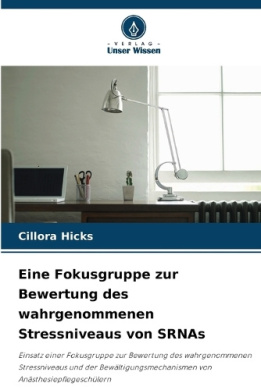 VERLAG
Unser Wissen
Cillora Hicks
Eine Fokusgruppe zur
Bewertung des
wahrgenommenen
Stressniveaus von SRNAs
Einsatz einer Fokusgruppe zur Bewertung des wahrgenommenen
Stressniveaus und der Bewältigungsmechanismen von
Anästhesiepflegeschülern